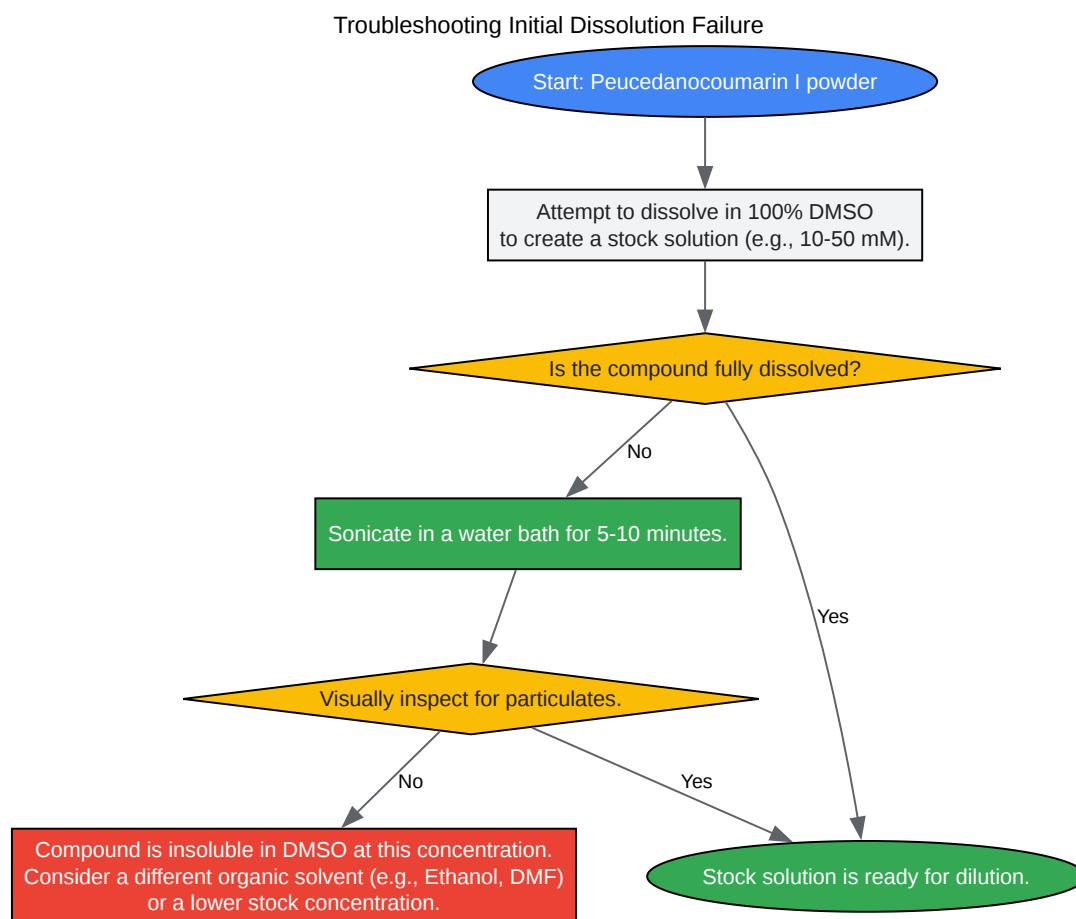 Troubleshooting Initial Dissolution Failure
Start: Peucedanocoumarin I powder
Attempt to dissolve in 100% DMSO
to create a stock solution (e.g., 10-50 mM).
Is the compound fully dissolved?
No
Sonicate in a water bath for 5-10 minutes.
Yes
Visually inspect for particulates.
No
Yes
Compound is insoluble in DMSO at this concentration.
Consider a different organic solvent (e.g., Ethanol, DMF)
or a lower stock concentration.
Stock solution is ready for dilution.